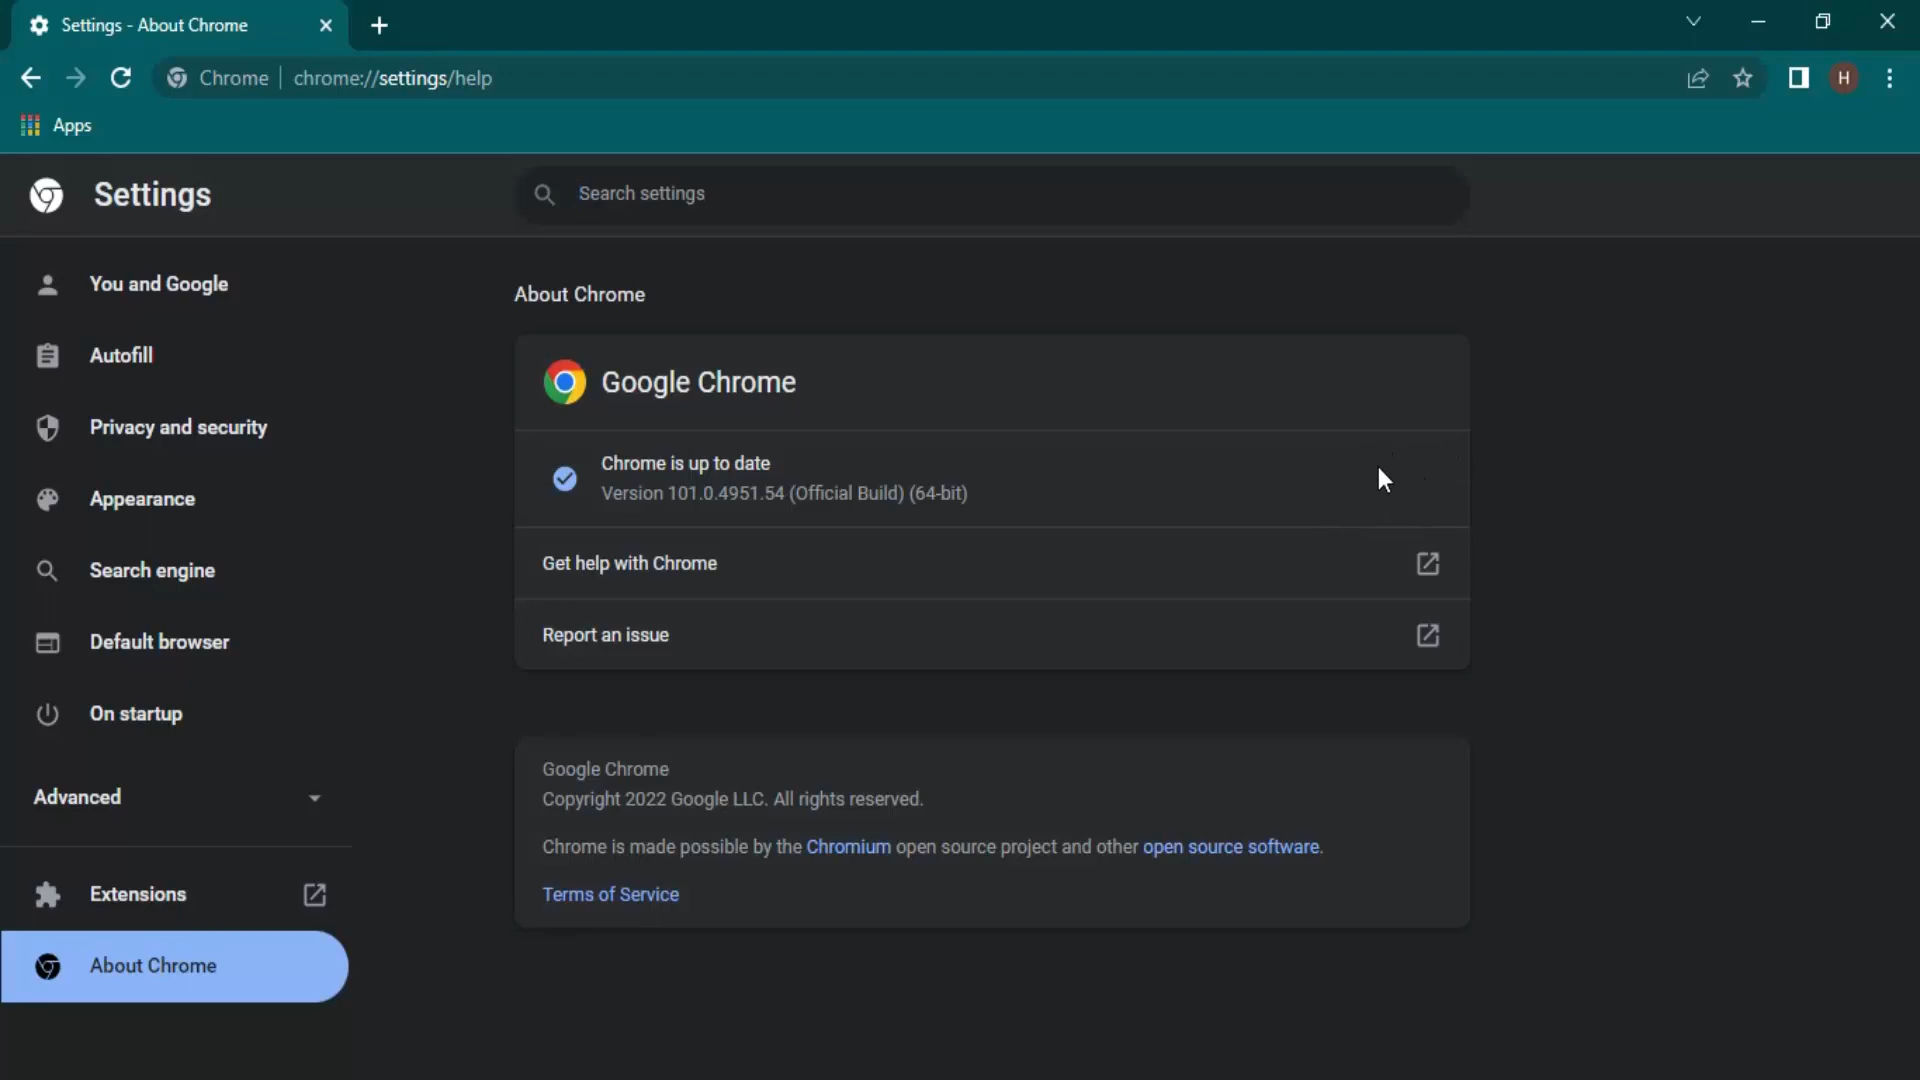 Settings - About Chrome
Chrome | chrome://settings/help
H
Apps
Settings
Search settings
You and Google
Autofill
Privacy and security
Appearance
Search engine
Default browser
On startup
Advanced
Extensions
About Chrome
About Chrome
Google Chrome
Chrome is up to date
Version 101.0.4951.54 (Official Build) (64-bit)
Get help with Chrome
Report an issue
Google Chrome
Copyright 2022 Google LLC. All rights reserved.
Chrome is made possible by the Chromium open source project and other open source software.
Terms of Service